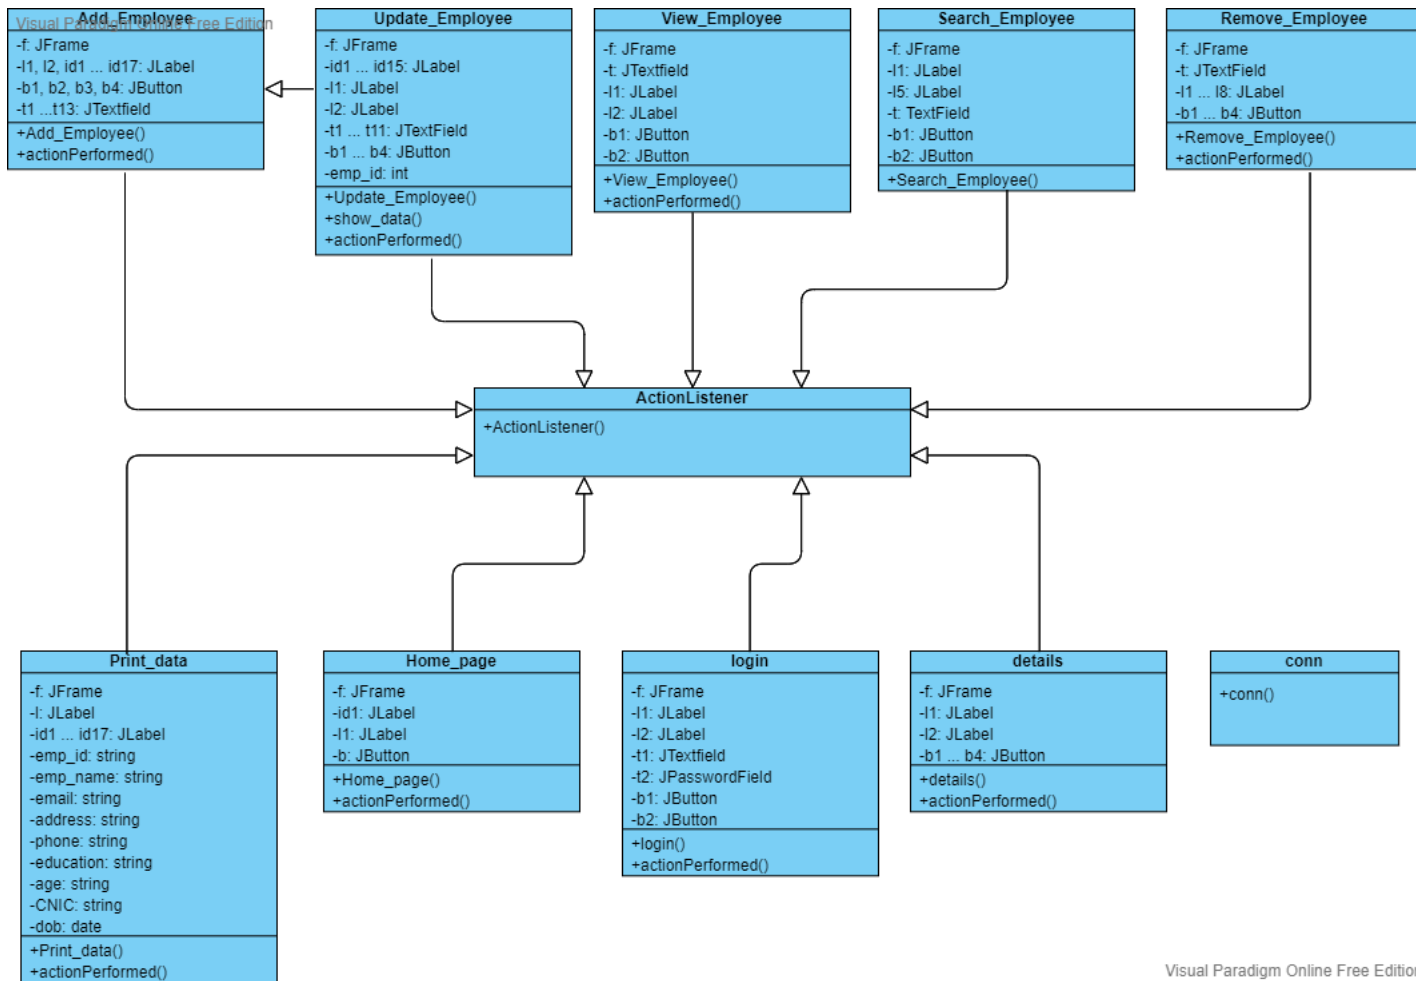 Visual Paradigm Online Free Edition
Add_Employee
-f: JFrame
-l1, l2, id1 ... id17: JLabel
-b1, b2, b3, b4: JButton
-t1 ...t13: JTextfield
+Add_Employee()
+actionPerformed()
Update_Employee
-f: JFrame
-id1 ... id15: JLabel
-l1: JLabel
-l2: JLabel
-t1 ... t11: JTextField
-b1 ... b4: JButton
-emp_id: int
+Update_Employee()
+show_data()
+actionPerformed()
View_Employee
-f: JFrame
-t: JTextfield
-l1: JLabel
-l2: JLabel
-b1: JButton
-b2: JButton
+View_Employee()
+actionPerformed()
Search_Employee
-f: JFrame
-l1: JLabel
-l5: JLabel
-t: TextField
-b1: JButton
-b2: JButton
+Search_Employee()
Remove_Employee
-f: JFrame
-t: JTextField
-l1 ... l8: JLabel
-b1 ... b4: JButton
+Remove_Employee()
+actionPerformed()
ActionListener
+ActionListener()
Print_data
-f: JFrame
-l: JLabel
-id1 ... id17: JLabel
-emp_id: string
-emp_name: string
-email: string
-address: string
-phone: string
-education: string
-age: string
-CNIC: string
-dob: date
+Print_data()
+actionPerformed()
Home_page
-f: JFrame
-id1: JLabel
-l1: JLabel
-b: JButton
+Home_page()
+actionPerformed()
login
-f: JFrame
-l1: JLabel
-l2: JLabel
-t1: JTextfield
-t2: JPasswordField
-b1: JButton
-b2: JButton
+login()
+actionPerformed()
details
-f: JFrame
-l1: JLabel
-l2: JLabel
-b1 ... b4: JButton
+details()
+actionPerformed()
conn
+conn()
Visual Paradigm Online Free Edition